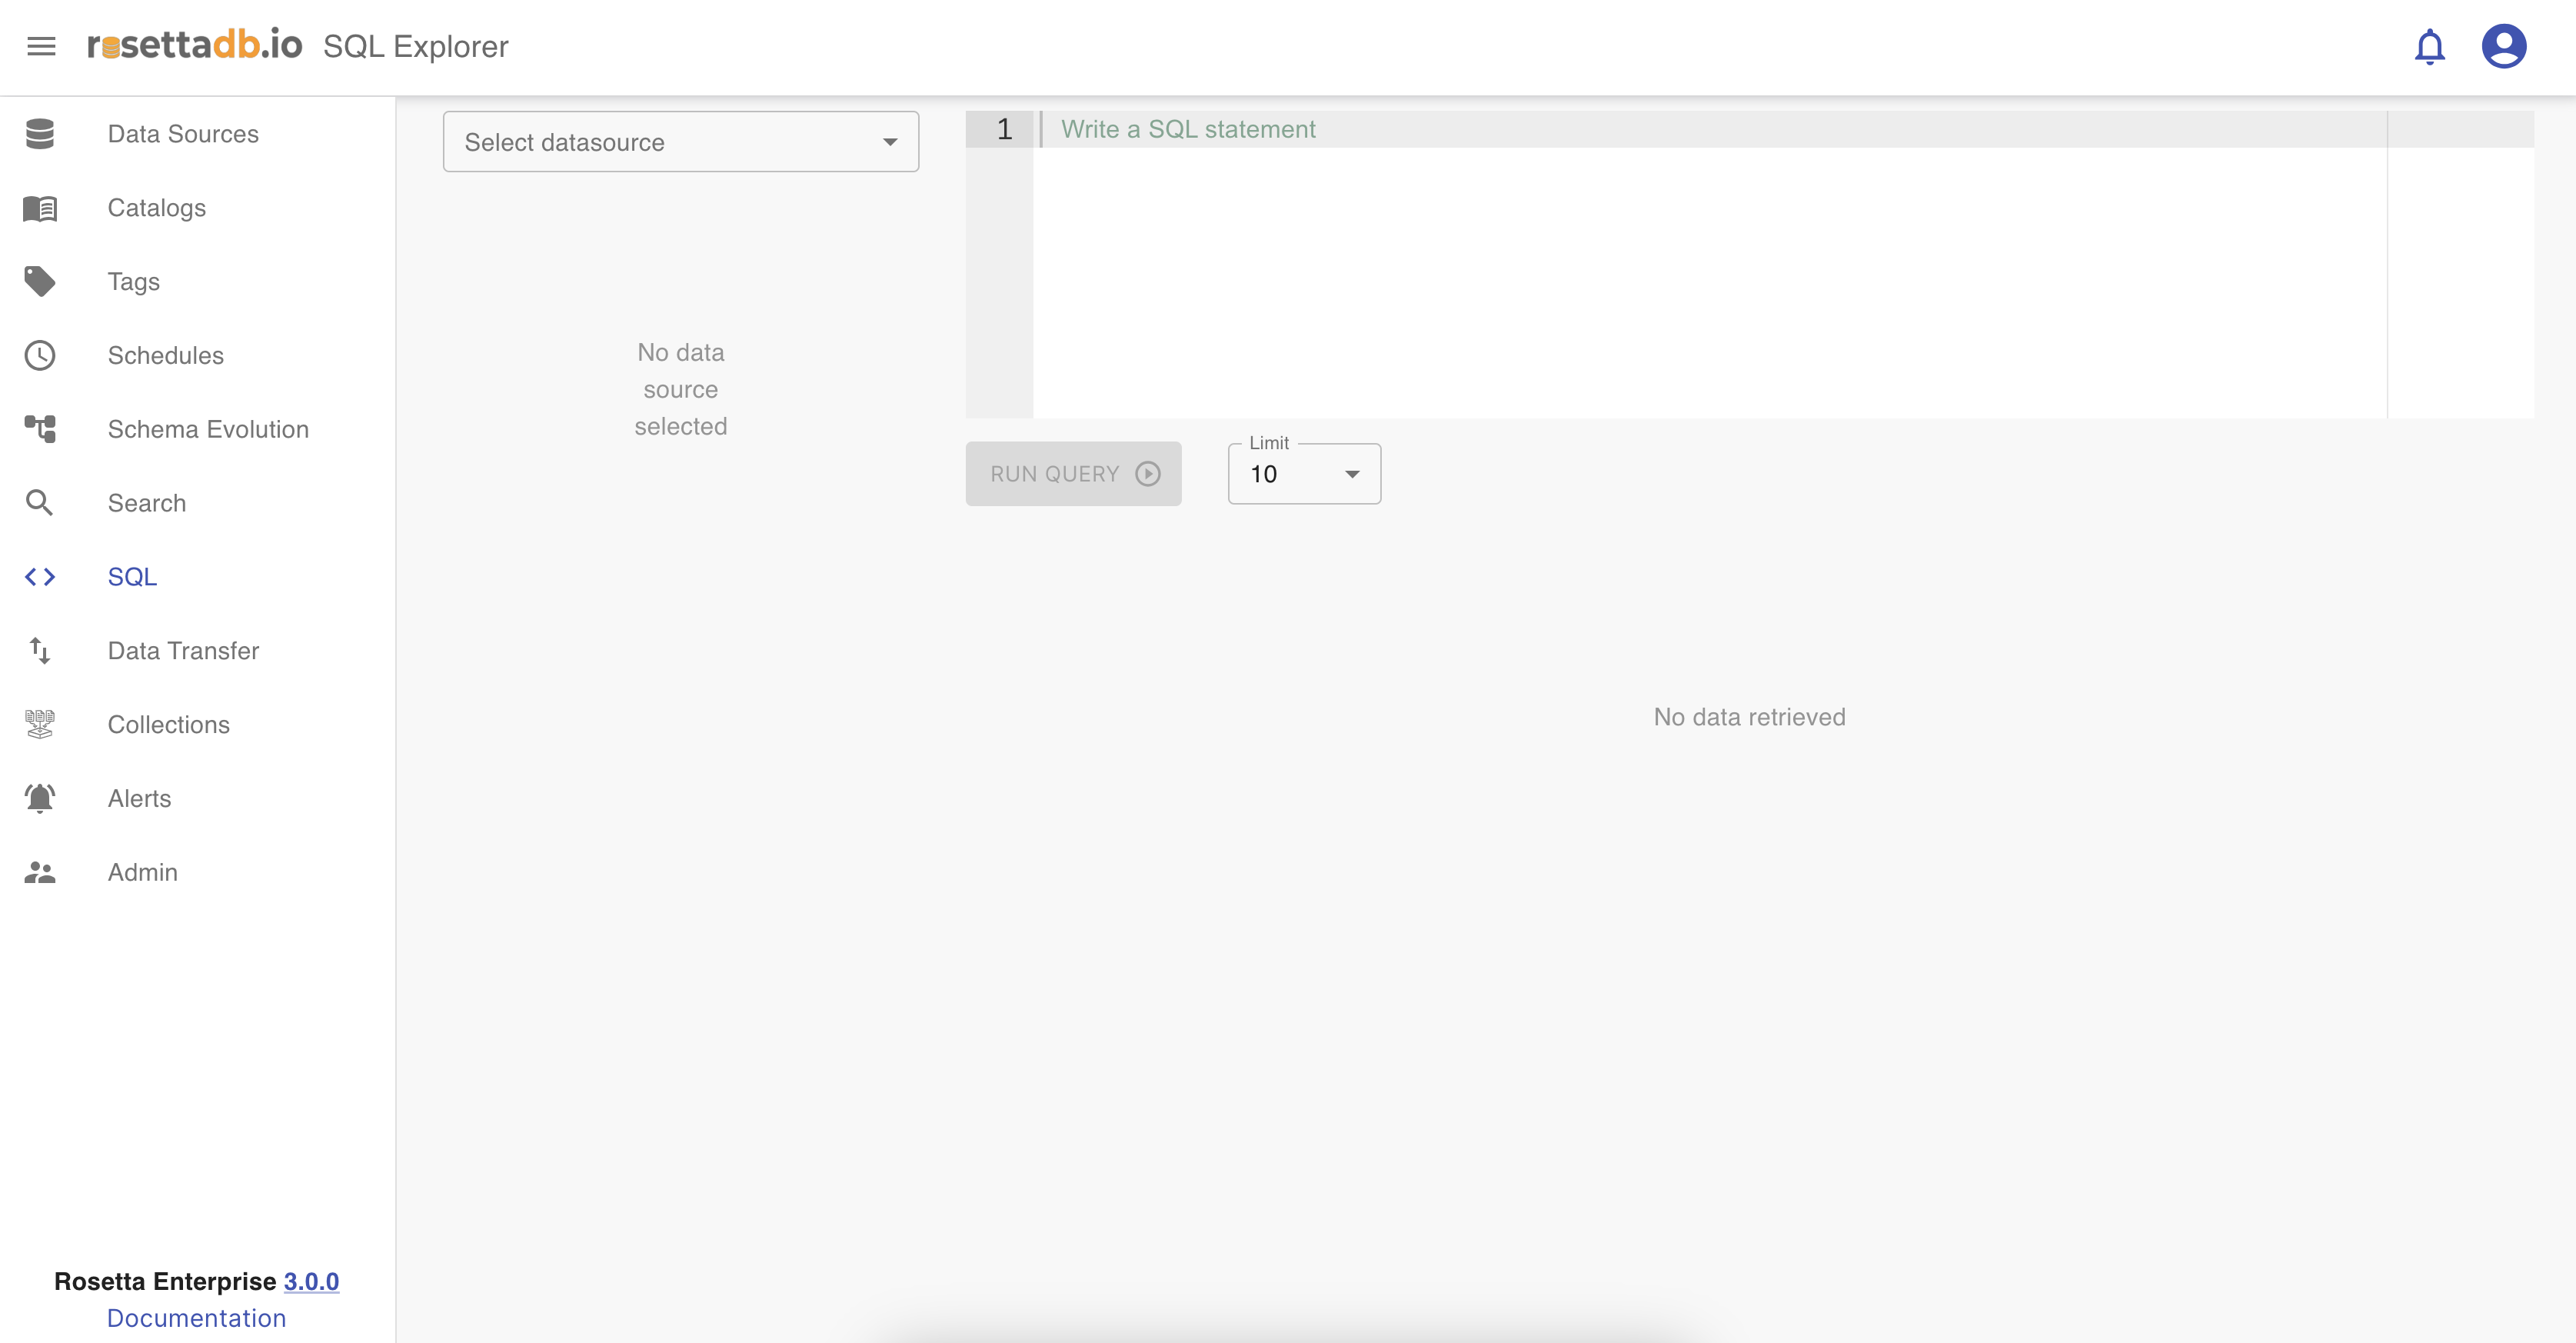 rosettadb.io SQL Explorer
Data Sources
Catalogs
Tags
Schedules
Schema Evolution
Search
SQL
Data Transfer
Collections
Alerts
Admin
Rosetta Enterprise 3.0.0
Documentation
Select datasource
No data
source
selected
1 Write a SQL statement
RUN QUERY
Limit
10
No data retrieved